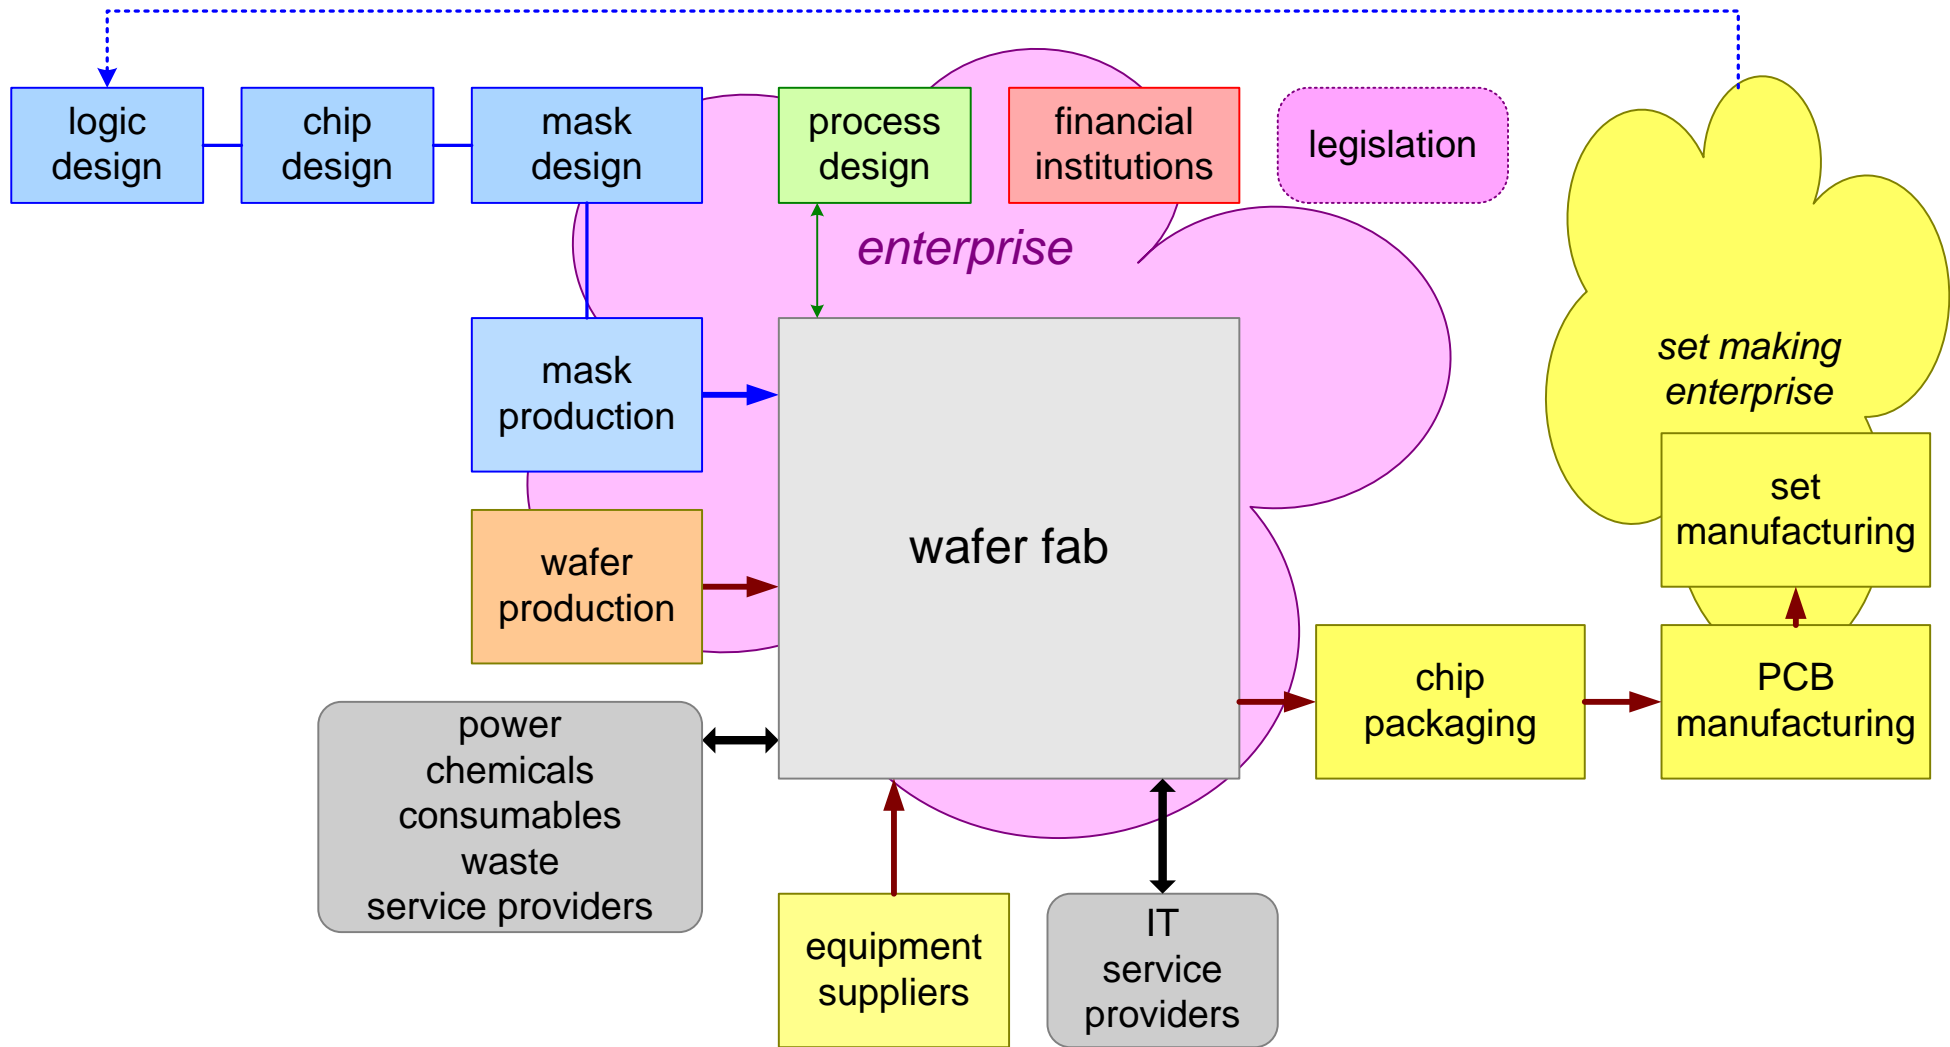 logic
design
chip
design
mask
design
process
design
financial
institutions
legislation
enterprise
mask
production
set making
enterprise
wafer fab
set
manufacturing
wafer
production
chip
packaging
PCB
manufacturing
power
chemicals
consumables
waste
service providers
equipment
suppliers
IT
service
providers